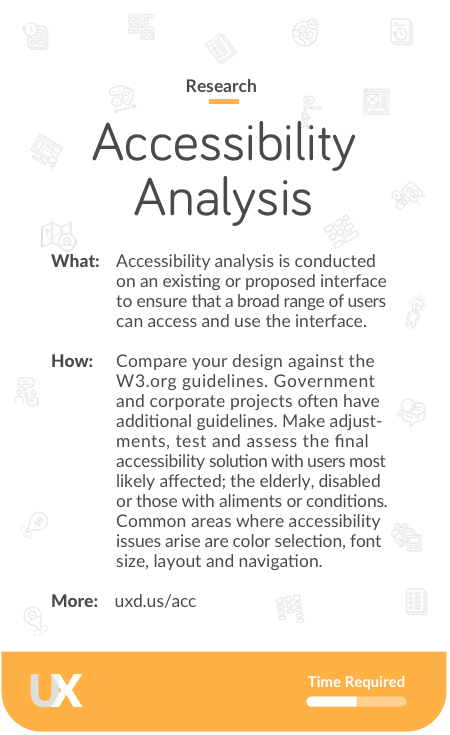 Research
Accessibility
Analysis
What: Accessibility analysis is conducted
on an existing or proposed interface
to ensure that a broad range of users
can access and use the interface.
How: Compare your design against the
W3.org guidelines. Government
and corporate projects often have
additional guidelines. Make adjust-
ments, test and assess the final
accessibility solution with users most
likely affected; the elderly, disabled
or those with aliments or conditions.
Common areas where accessibility
issues arise are color selection, font
size, layout and navigation.
More: uxd.us/acc
UX
Time Required